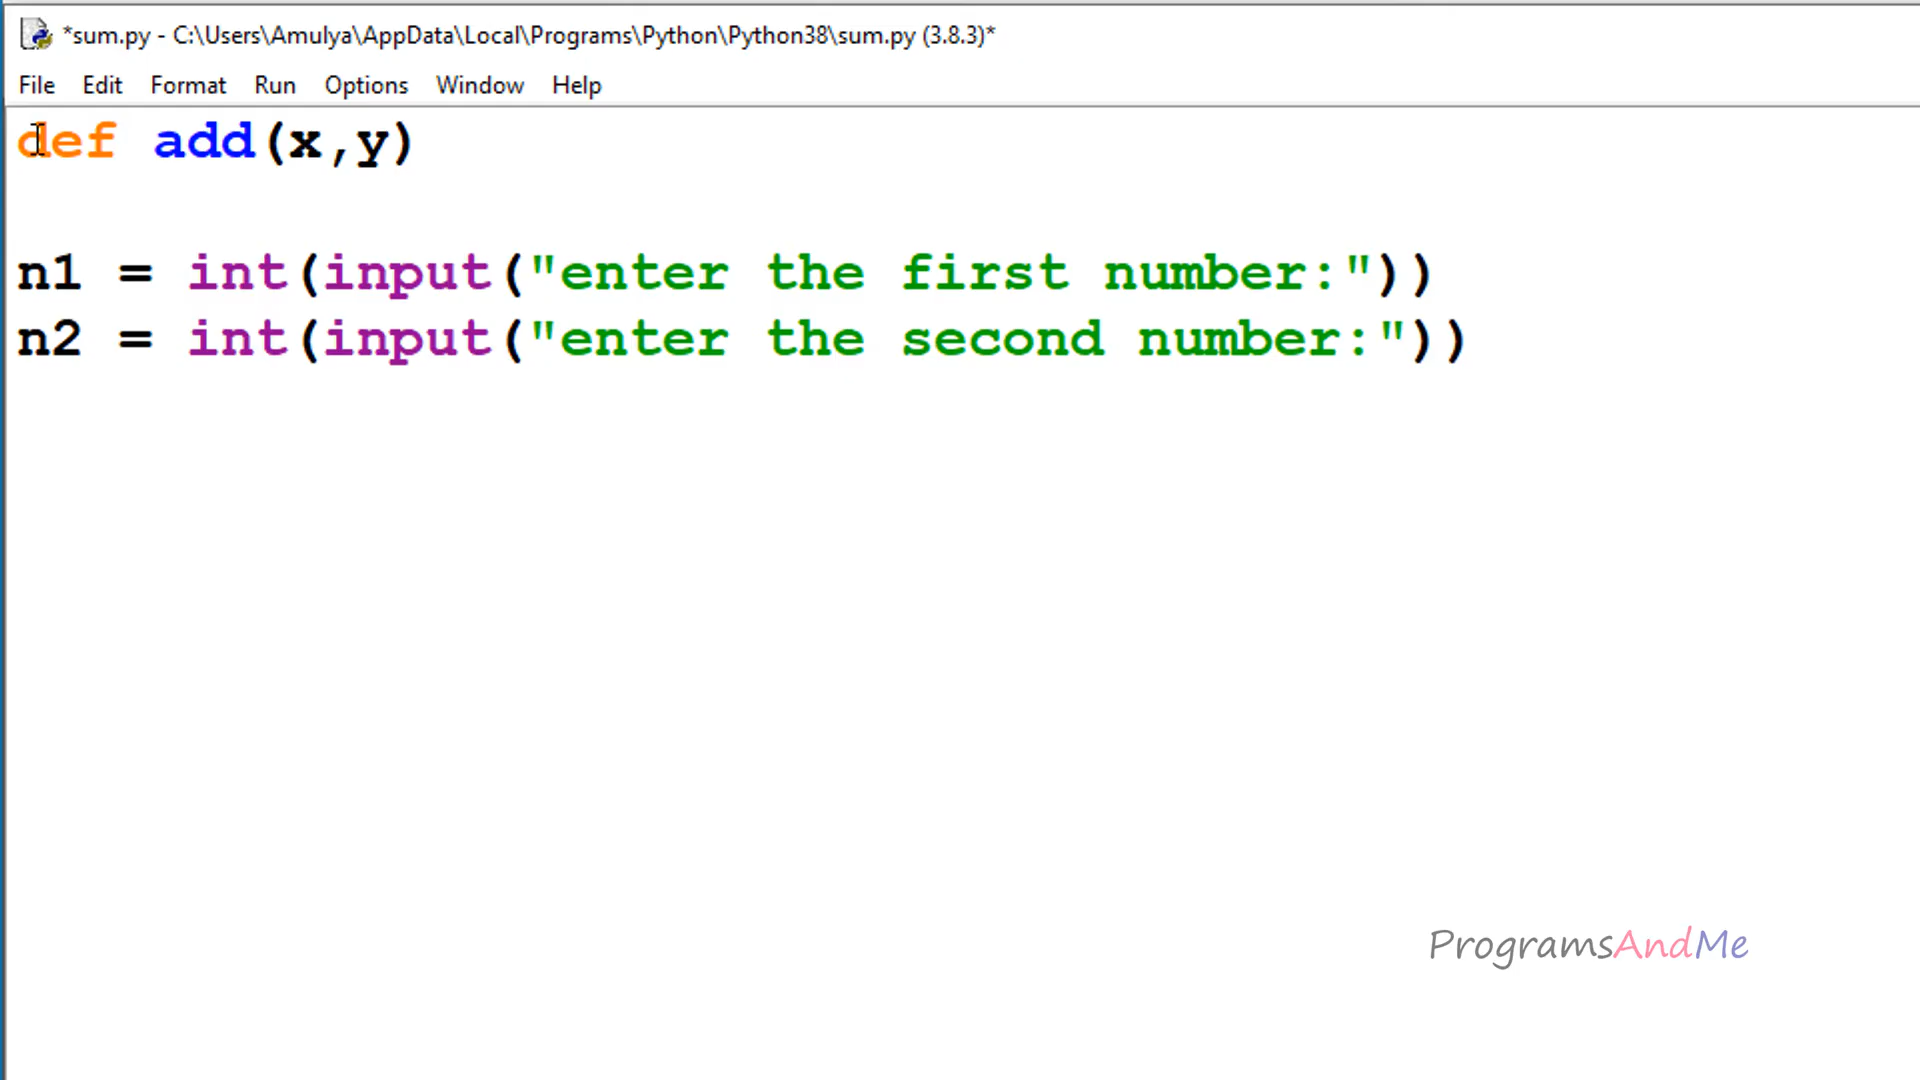 *sum.py - C:\Users\Amulya\AppData\Local\Programs\Python\Python38\sum.py (3.8.3)*
File Edit Format Run Options Window Help
def add(x,y)
n1 = int(input("enter the first number:"))
n2 = int(input("enter the second number:"))
ProgramsAndMe